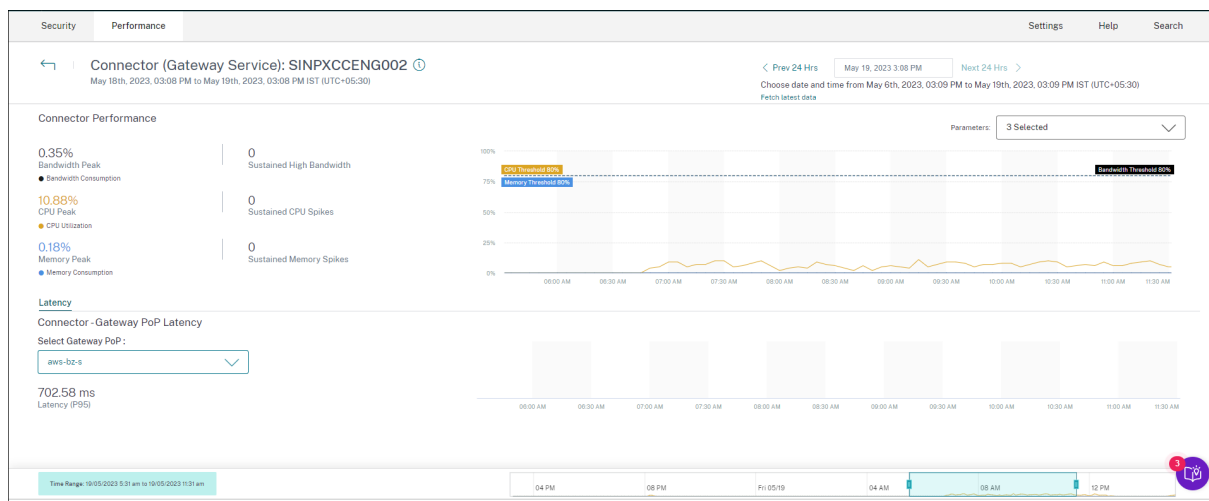 Security Performance Settings Help Search
Connector (Gateway Service): SINPXCCENG002
May 18th, 2023, 03:08 PM to May 19th, 2023, 03:08 PM IST (UTC+05:30)
Prev 24 Hrs May 19, 2023 3:08 PM Next 24 Hrs
Choose date and time from May 6th, 2023, 03:09 PM to May 19th, 2023, 03:09 PM IST (UTC+05:30)
Fetch latest data
Connector Performance
Parameters: 3 Selected
0.35%
Bandwidth Peak
Bandwidth Consumption
0
Sustained High Bandwidth
10.88%
CPU Peak
CPU Utilization
0
Sustained CPU Spikes
0.18%
Memory Peak
Memory Consumption
0
Sustained Memory Spikes
100%
CPU Threshold 80% Bandwidth Threshold 80%
75% Memory Threshold 80%
50%
25%
0%
06:00 AM 06:30 AM 07:00 AM 07:30 AM 08:00 AM 08:30 AM 09:00 AM 09:30 AM 10:00 AM 10:30 AM 11:00 AM 11:30 AM
Latency
Connector - Gateway PoP Latency
Select Gateway PoP :
aws-bz-s
702.58 ms
Latency (P95)
06:00 AM 06:30 AM 07:00 AM 07:30 AM 08:00 AM 08:30 AM 09:00 AM 09:30 AM 10:00 AM 10:30 AM 11:00 AM 11:30 AM
Time Range: 19/05/2023 5:31 am to 19/05/2023 11:31 am
04 PM 08 PM Fri 05/19 04 AM 08 AM 12 PM
3